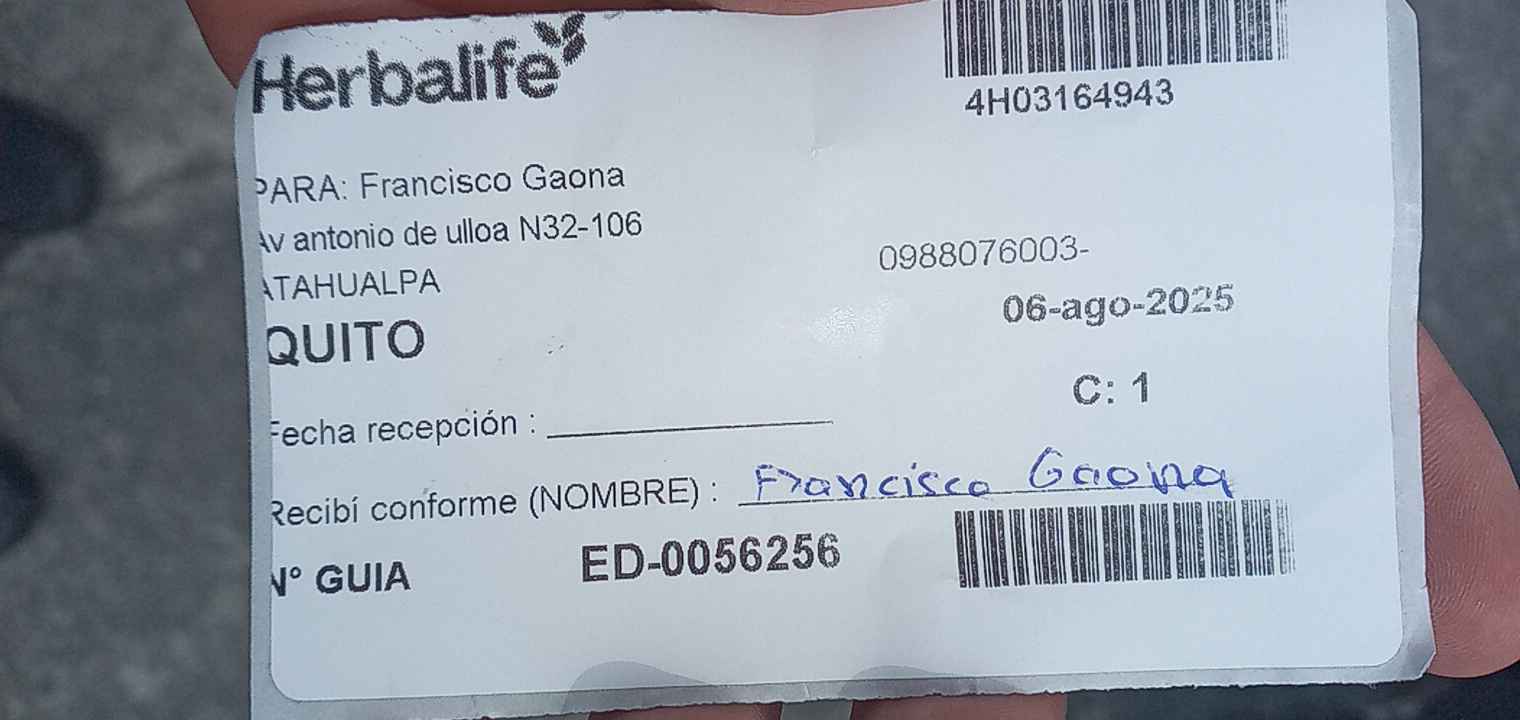 Herbalife
4H03164943
PARA: Francisco Gaona
Av antonio de ulloa N32-106
0988076003-
ATAHUALPA
06-ago-2025
QUITO
C: 1
Fecha recepción :
Recibí conforme (NOMBRE) : Francisco Gaona
N° GUIA ED-0056256